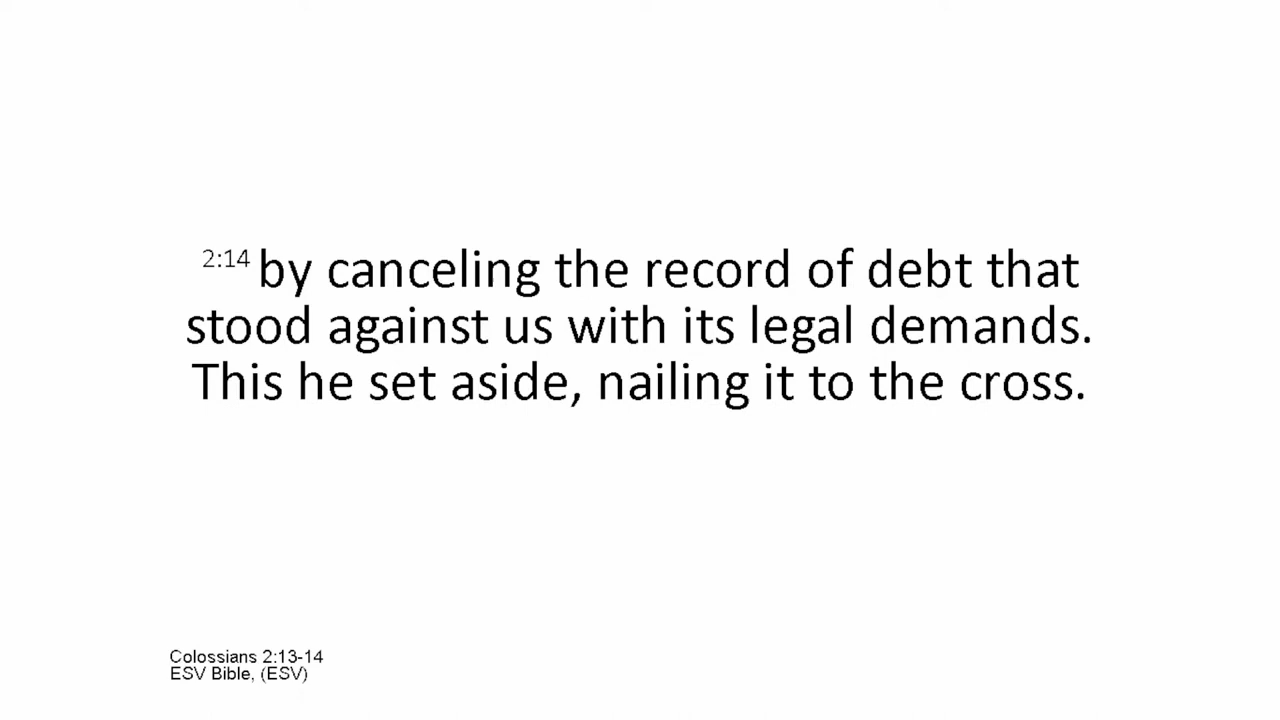 2:14 by canceling the record of debt that
stood against us with its legal demands.
This he set aside, nailing it to the cross.
Colossians 2:13-14
ESV Bible, (ESV)